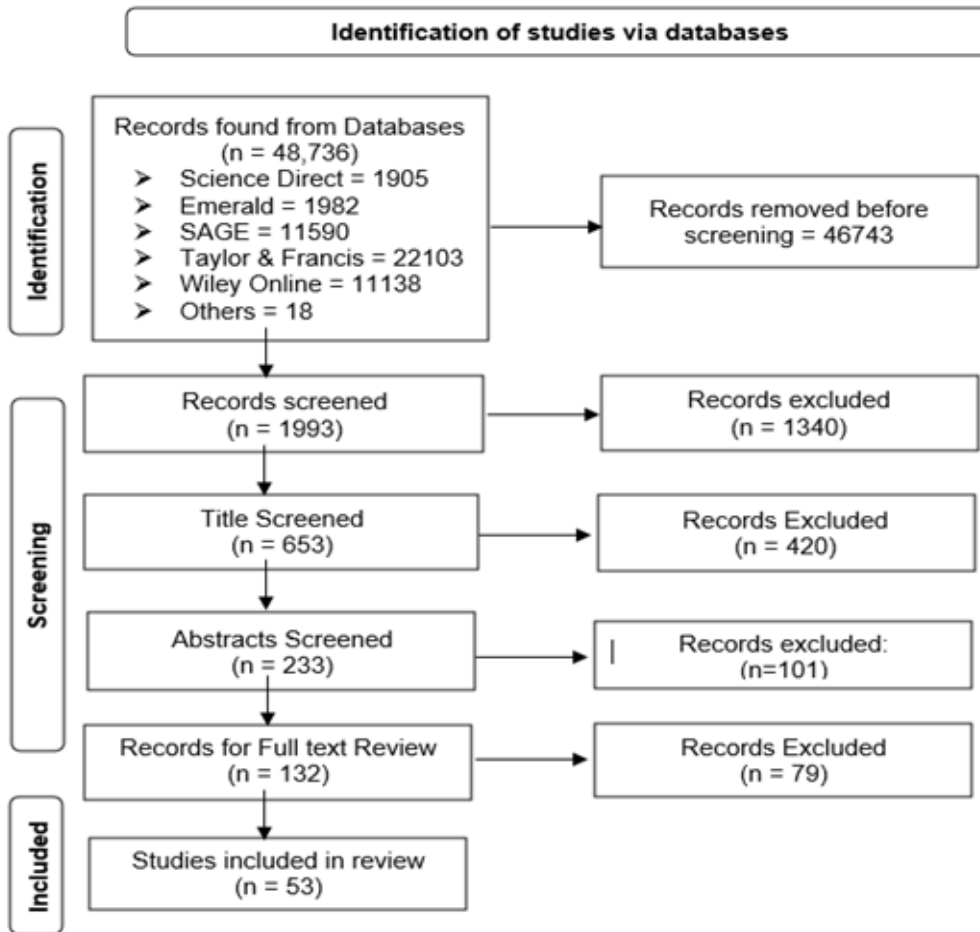 Identification of studies via databases
Identification
Records found from Databases
(n = 48,736)
➢ Science Direct = 1905
➢ Emerald = 1982
➢ SAGE = 11590
➢ Taylor & Francis = 22103
➢ Wiley Online = 11138
➢ Others = 18
Records removed before
screening = 46743
Screening
Records screened
(n = 1993)
Records excluded
(n = 1340)
Title Screened
(n = 653)
Records Excluded
(n = 420)
Abstracts Screened
(n = 233)
Records excluded:
(n=101)
Records for Full text Review
(n = 132)
Records Excluded
(n = 79)
Included
Studies included in review
(n = 53)